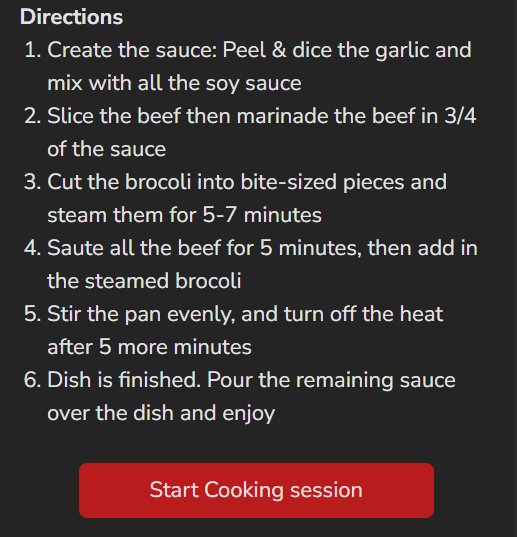 Directions
1. Create the sauce: Peel & dice the garlic and
mix with all the soy sauce
2. Slice the beef then marinade the beef in 3/4
of the sauce
3. Cut the brocoli into bite-sized pieces and
steam them for 5-7 minutes
4. Saute all the beef for 5 minutes, then add in
the steamed brocoli
5. Stir the pan evenly, and turn off the heat
after 5 more minutes
6. Dish is finished. Pour the remaining sauce
over the dish and enjoy
Start Cooking session